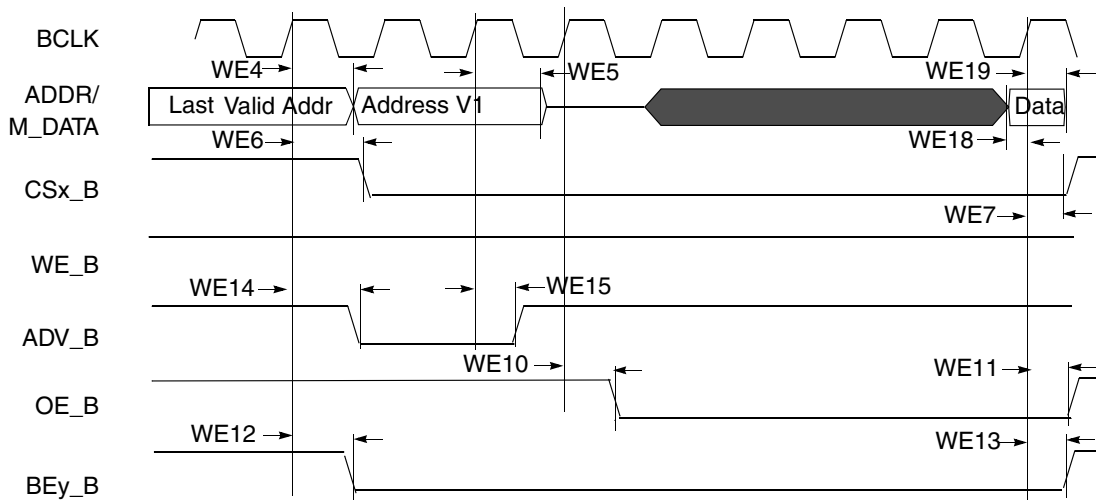 BCLK
WE4
WE5
WE19
ADDR/
M_DATA
Last Valid Addr
Address V1
Data
WE6
WE18
CSx_B
WE7
WE_B
WE14
WE15
ADV_B
WE10
WE11
OE_B
WE12
WE13
BEy_B